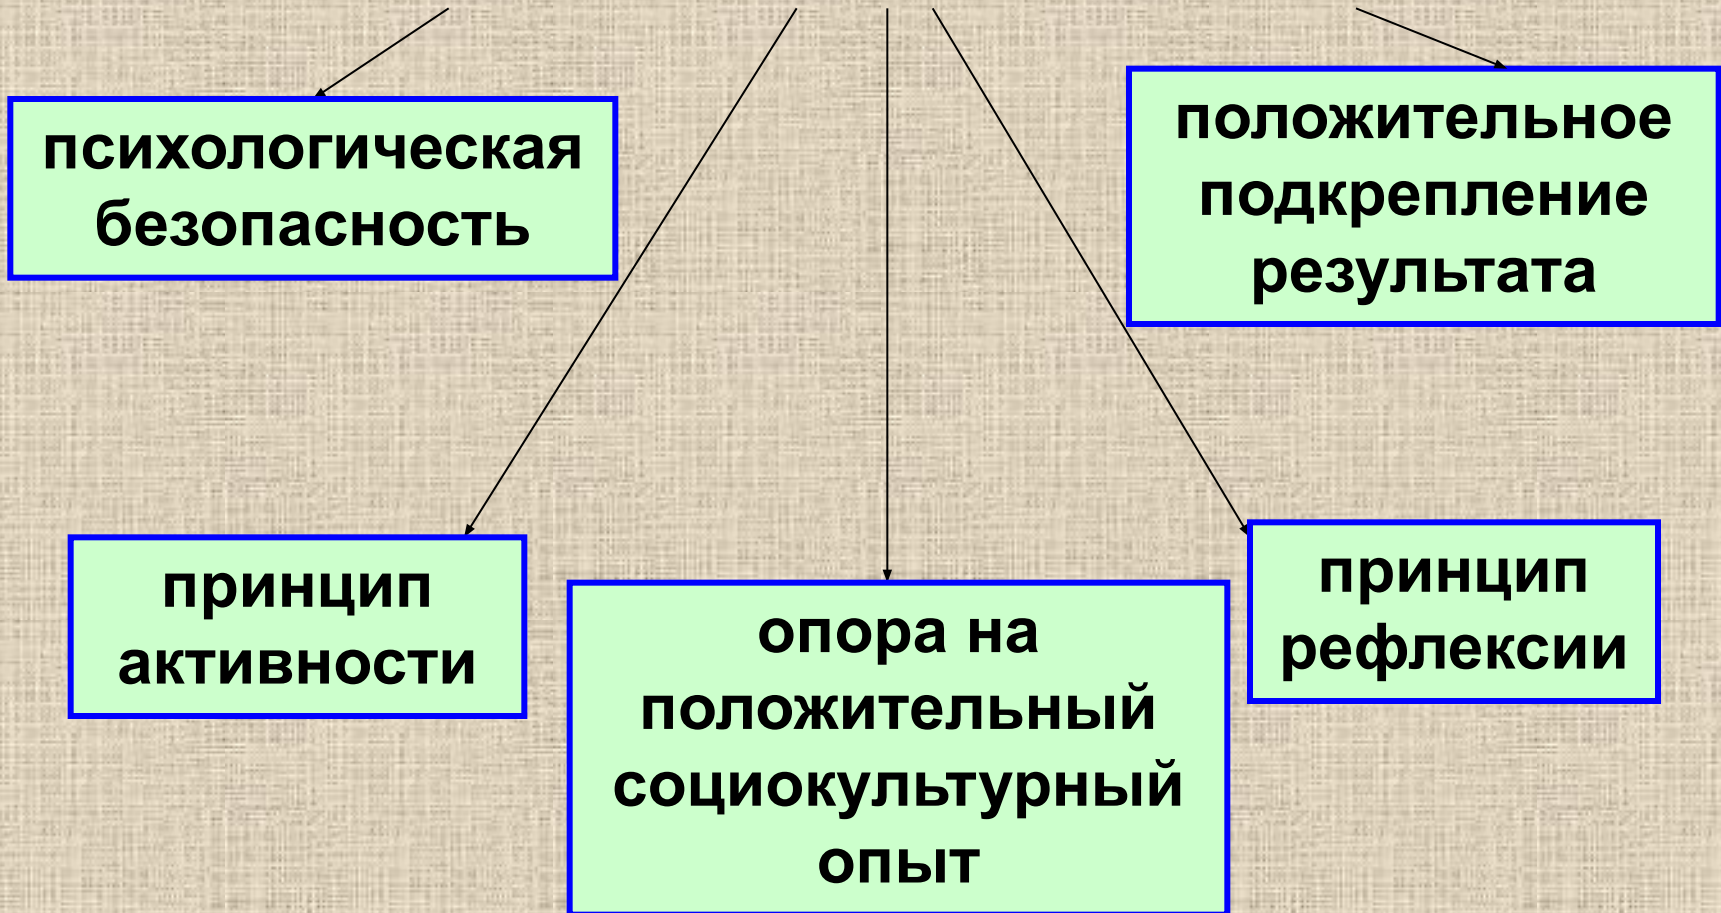 психологическая
безопасность
положительное
подкрепление
результата
принцип
активности
опора на
положительный
социокультурный
опыт
принцип
рефлексии